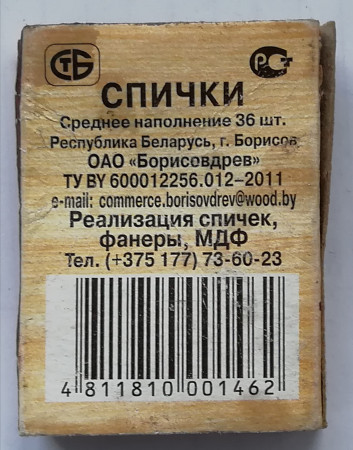 СТБ РСТ
СПИЧКИ
Среднее наполнение 36 шт.
Республика Беларусь, г. Борисов
ОАО «Борисовдрев»
ТУ BY 600012256.012–2011
e-mail: commerce.borisovdrev@wood.by
Реализация спичек,
фанеры, МДФ
Тел. (+375 177) 73-60-23
4 811810 001462